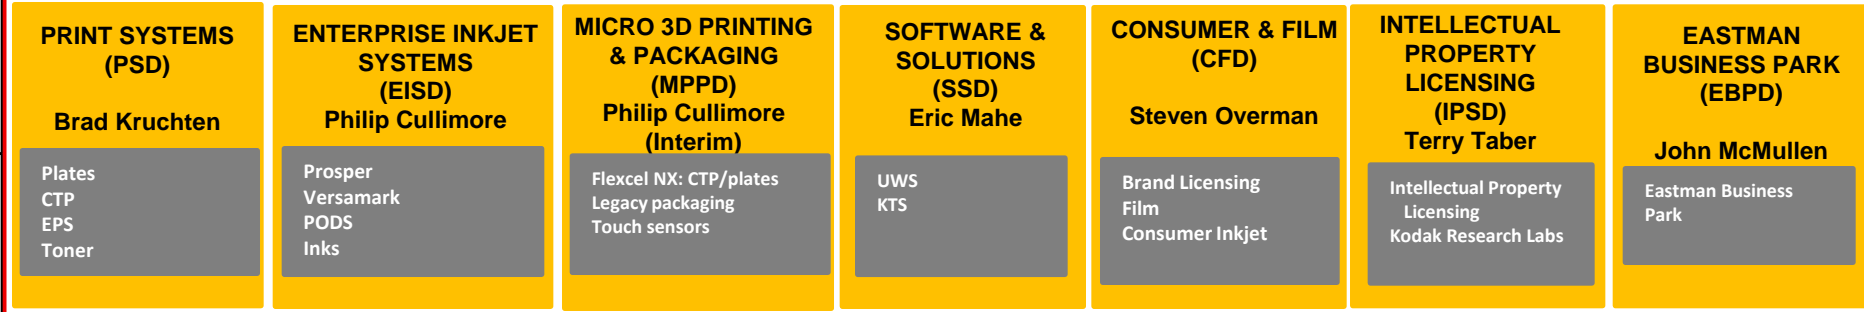 PRINT SYSTEMS
(PSD)
Brad Kruchten
Plates
CTP
EPS
Toner
ENTERPRISE INKJET
SYSTEMS
(EISD)
Philip Cullimore
Prosper
Versamark
PODS
Inks
MICRO 3D PRINTING
& PACKAGING
(MPPD)
Philip Cullimore
(Interim)
Flexcel NX: CTP/plates
Legacy packaging
Touch sensors
SOFTWARE &
SOLUTIONS
(SSD)
Eric Mahe
UWS
KTS
CONSUMER & FILM
(CFD)
Steven Overman
Brand Licensing
Film
Consumer Inkjet
INTELLECTUAL
PROPERTY
LICENSING
(IPSD)
Terry Taber
Intellectual Property
Licensing
Kodak Research Labs
EASTMAN
BUSINESS PARK
(EBPD)
John McMullen
Eastman Business
Park